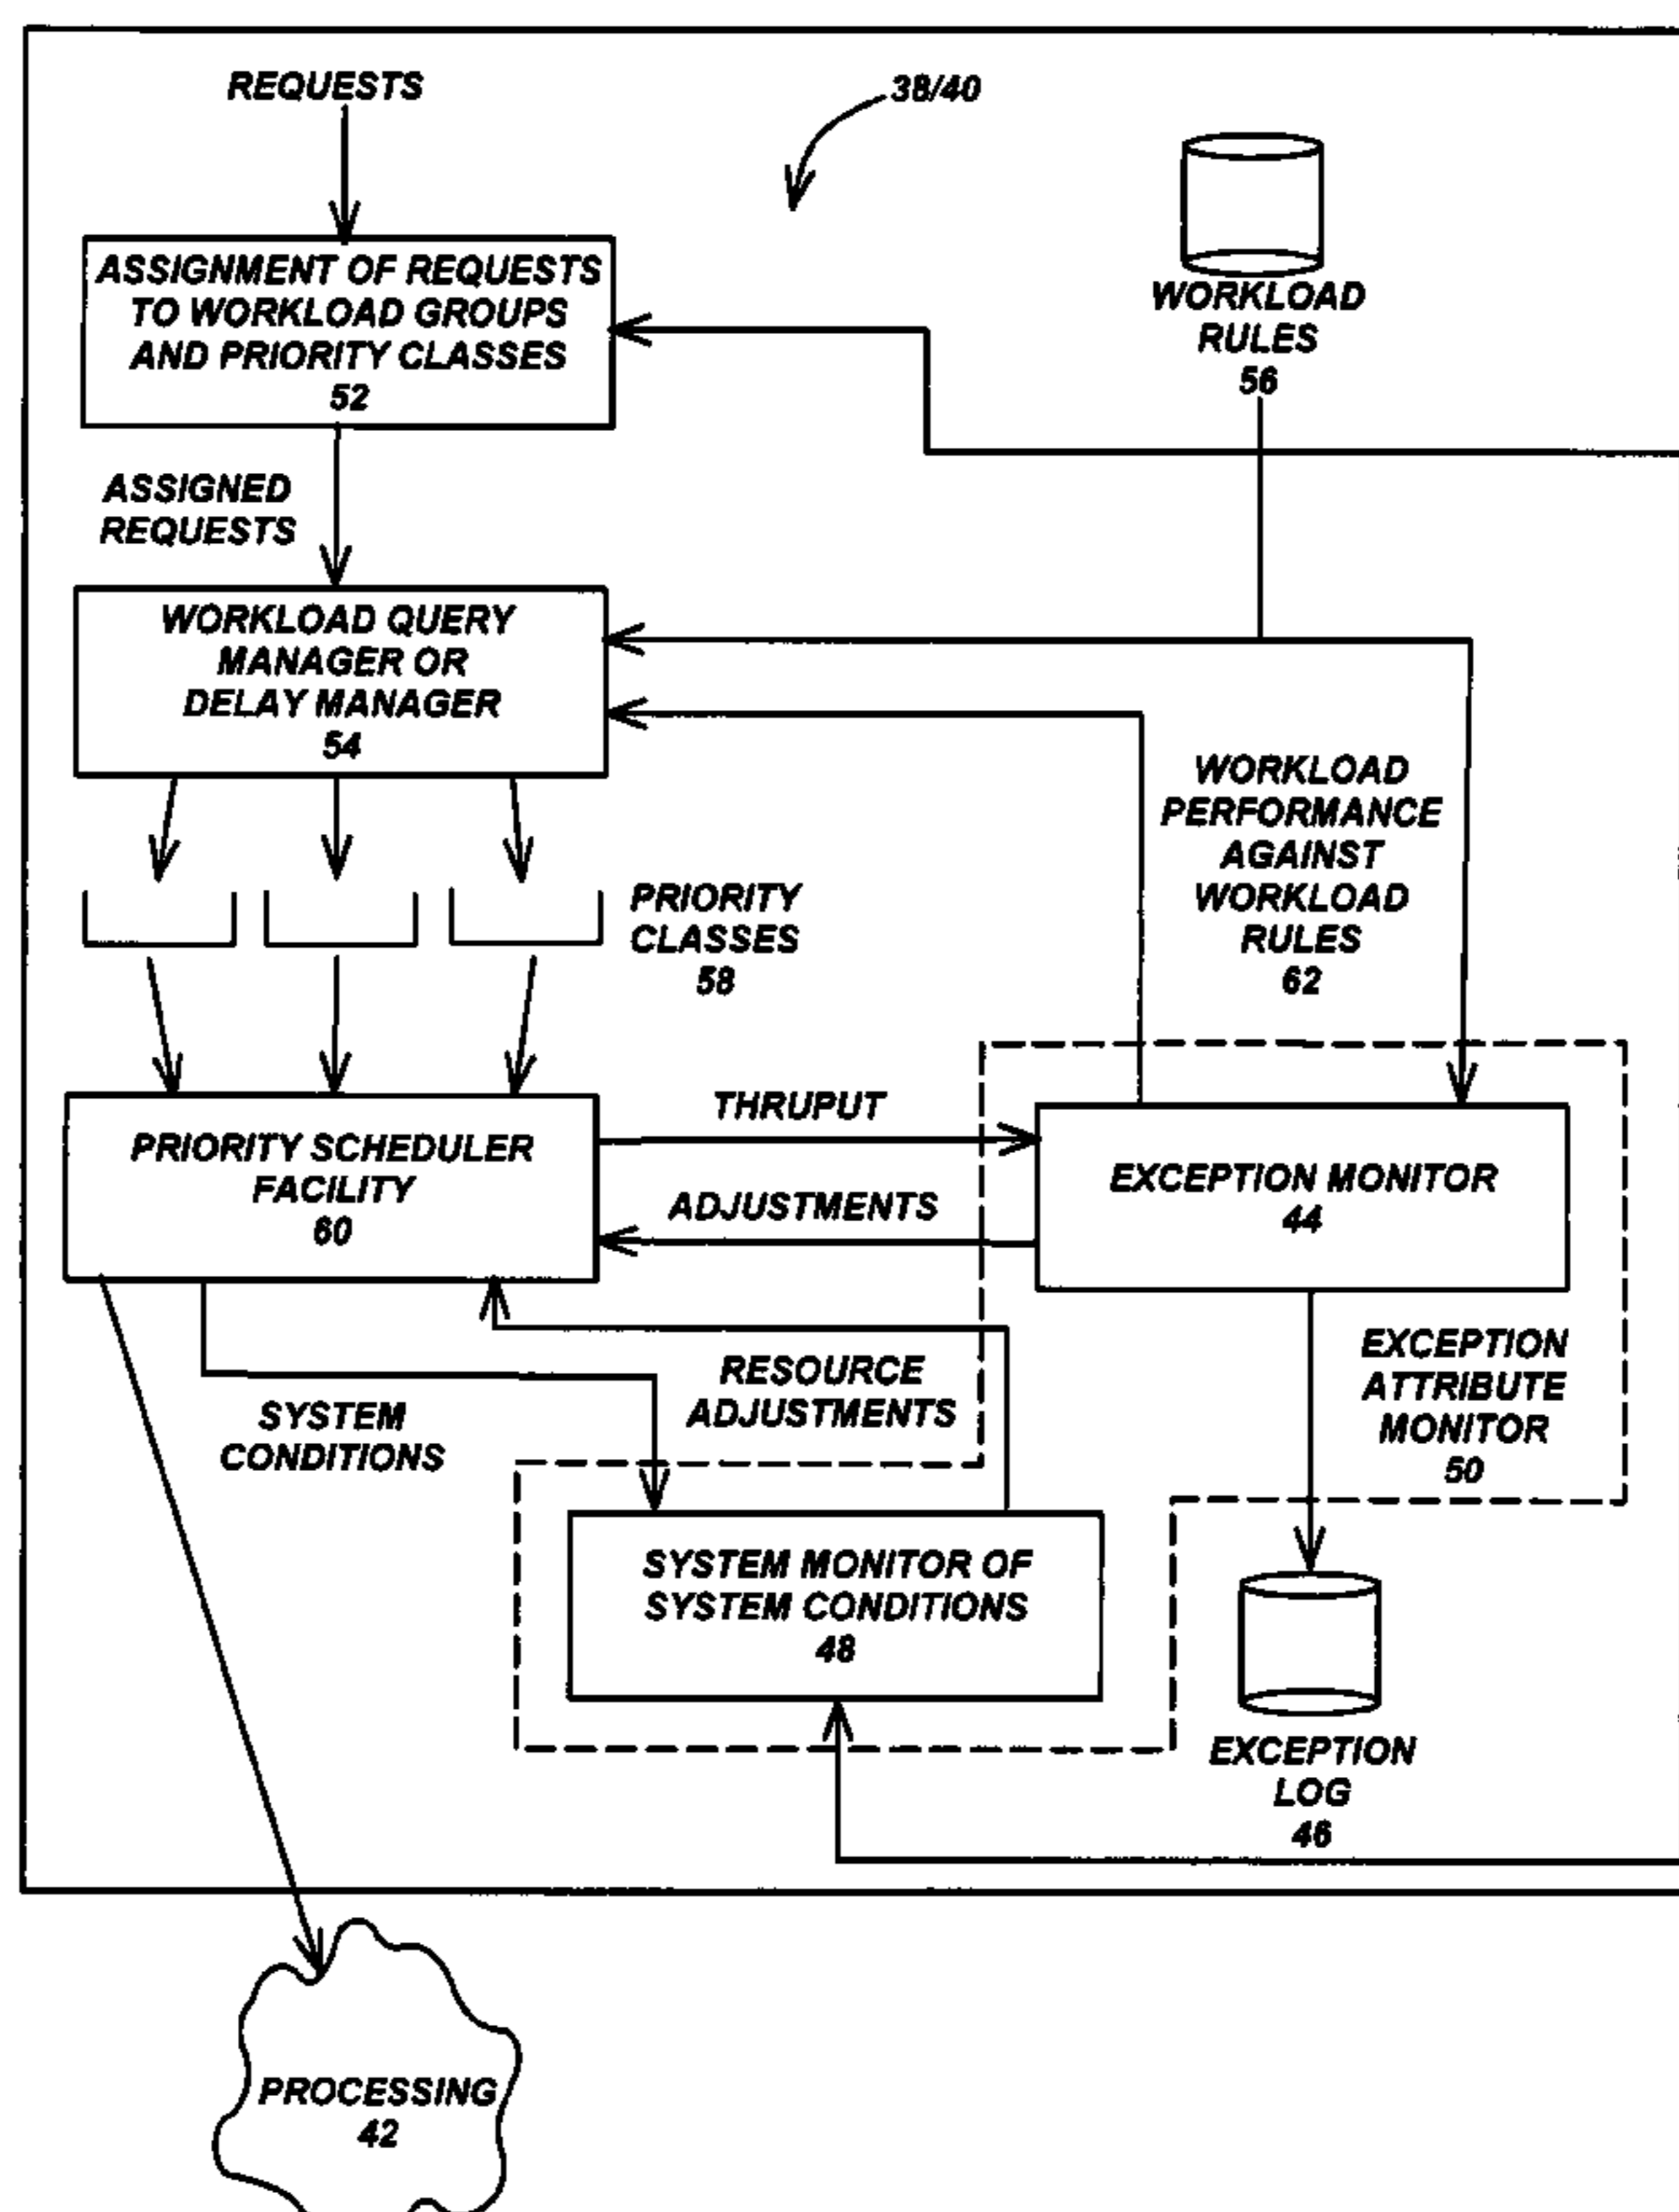 REQUESTS
38/40
ASSIGNMENT OF REQUESTS
TO WORKLOAD GROUPS
AND PRIORITY CLASSES
52
WORKLOAD
RULES
56
ASSIGNED
REQUESTS
WORKLOAD QUERY
MANAGER OR
DELAY MANAGER
54
WORKLOAD
PERFORMANCE
AGAINST
WORKLOAD
RULES
62
PRIORITY
CLASSES
58
PRIORITY SCHEDULER
FACILITY
60
THRUPUT
ADJUSTMENTS
EXCEPTION MONITOR
44
RESOURCE
ADJUSTMENTS
SYSTEM
CONDITIONS
EXCEPTION
ATTRIBUTE
MONITOR
50
SYSTEM MONITOR OF
SYSTEM CONDITIONS
48
EXCEPTION
LOG
46
PROCESSING
42